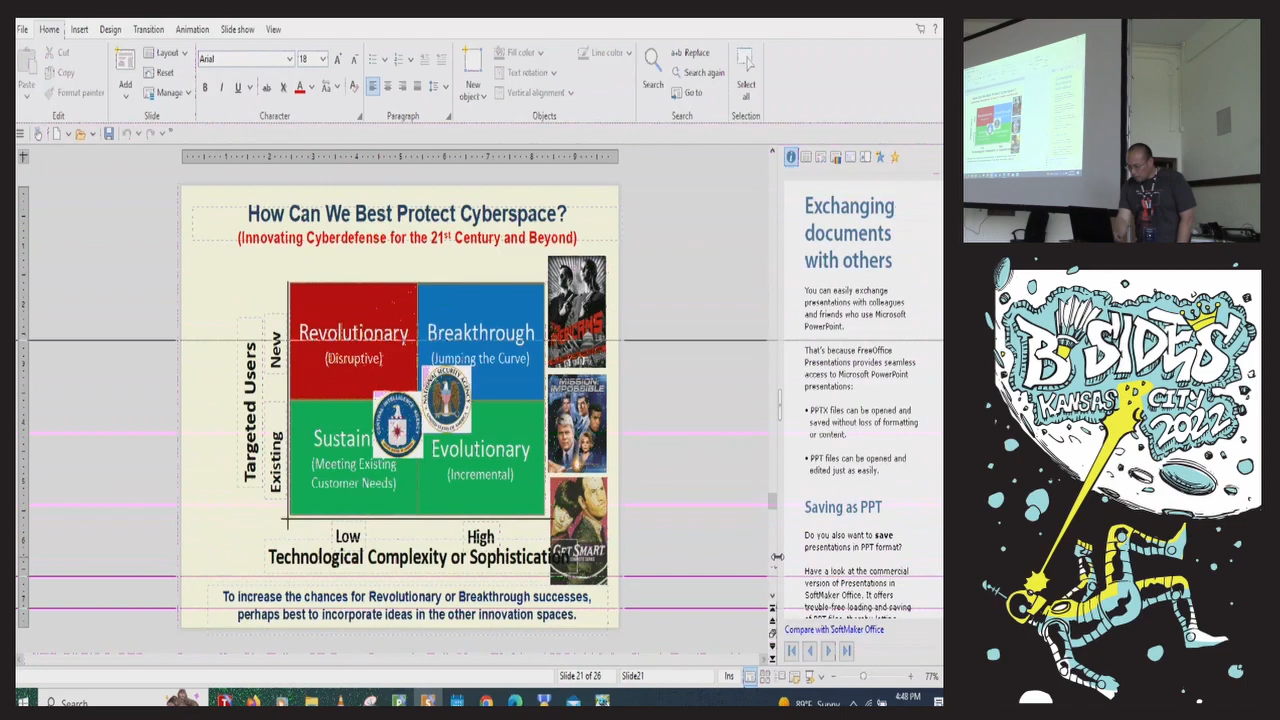 File Home Insert Design Transition Animation Slide show View
Cut
Copy
Paste
Format painter
Edit
Add
Layout
Reset
Manage
Slide
Arial 18
Character
Paragraph
New object
Fill color
Text rotation
Vertical alignment
Line color
Objects
Search
Replace
Search again
Go to
Search
Select all
Selection
How Can We Best Protect Cyberspace?
(Innovating Cyberdefense for the 21st Century and Beyond)
Targeted Users
New
Existing
Revolutionary
(Disruptive)
Breakthrough
(Jumping the Curve)
Sustain
(Meeting Existing
Customer Needs)
Evolutionary
(Incremental)
Low High
Technological Complexity or Sophistication
MISSION: IMPOSSIBLE
GET SMART
To increase the chances for Revolutionary or Breakthrough successes,
perhaps best to incorporate ideas in the other innovation spaces.
Exchanging
documents
with others
You can easily exchange
presentations with colleagues
and friends who use Microsoft
PowerPoint.
That's because FreeOffice
Presentations provides seamless
access to Microsoft PowerPoint
presentations:
• PPTX files can be opened and
saved without loss of formatting
or content.
• PPT files can be opened and
edited just as easily.
Saving as PPT
Do you also want to save
presentations in PPT format?
Have a look at the commercial
version of Presentations in
SoftMaker Office. It offers
trouble-free loading and saving
Compare with SoftMaker Office
Slide 21 of 26 Slide21 Ins 77%
Search
89°F Sunny
4:48 PM
BSIDES
KANSAS CITY
2022